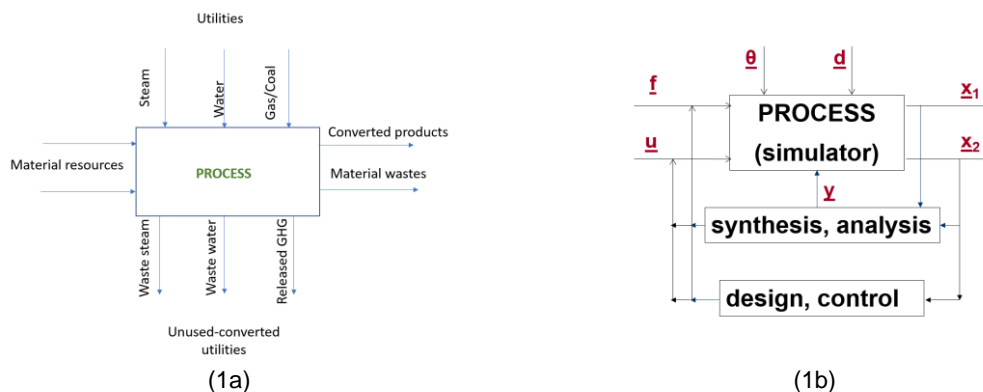 Utilities
Steam
Water
Gas/Coal
Material resources
PROCESS
Converted products
Material wastes
Waste steam
Waste water
Released GHG
Unused-converted
utilities
(1a)
θ
d
f
u
PROCESS
(simulator)
x1
x2
y
synthesis, analysis
design, control
(1b)